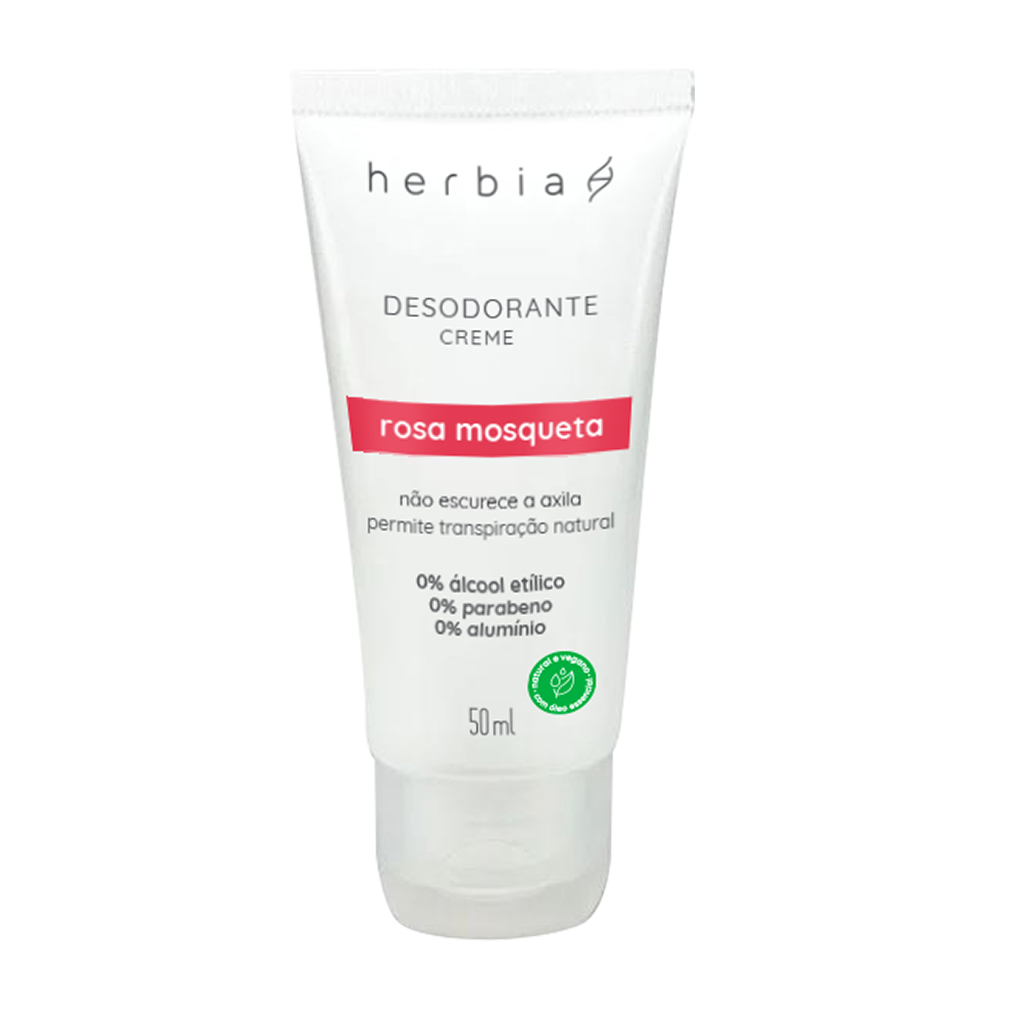 herbia
DESODORANTE
CREME
rosa mosqueta
não escurece a axila
permite transpiração natural
0% álcool etílico
0% parabeno
0% alumínio
natural e vegano
com óleo essencial
50ml